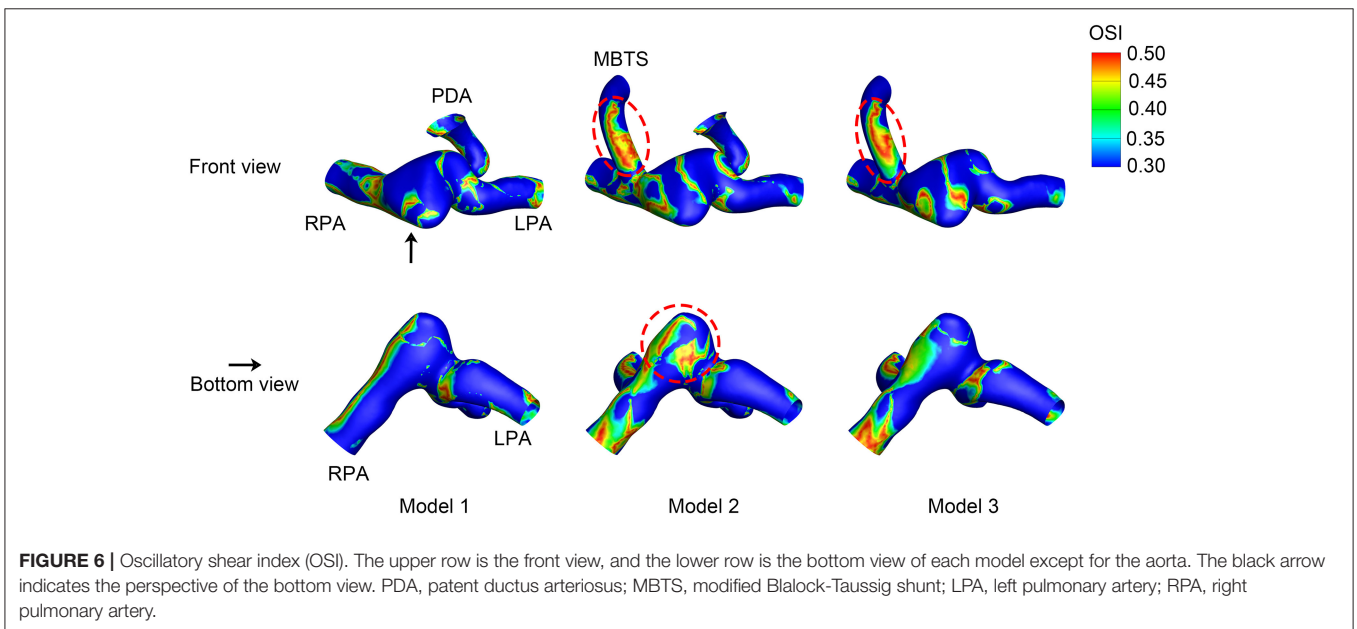 OSI
MBTS
0.50
0.45
PDA
0.40
0.35
Front view
0.30
RPA
LPA
Bottom view
LPA
RPA
Model 1
Model 2
Model 3
FIGURE 6 | Oscillatory shear index (OSI). The upper row is the front view, and the lower row is the bottom view of each model except for the aorta. The black arrow
indicates the perspective of the bottom view. PDA, patent ductus arteriosus; MBTS, modified Blalock-Taussig shunt; LPA, left pulmonary artery; RPA, right
pulmonary artery.